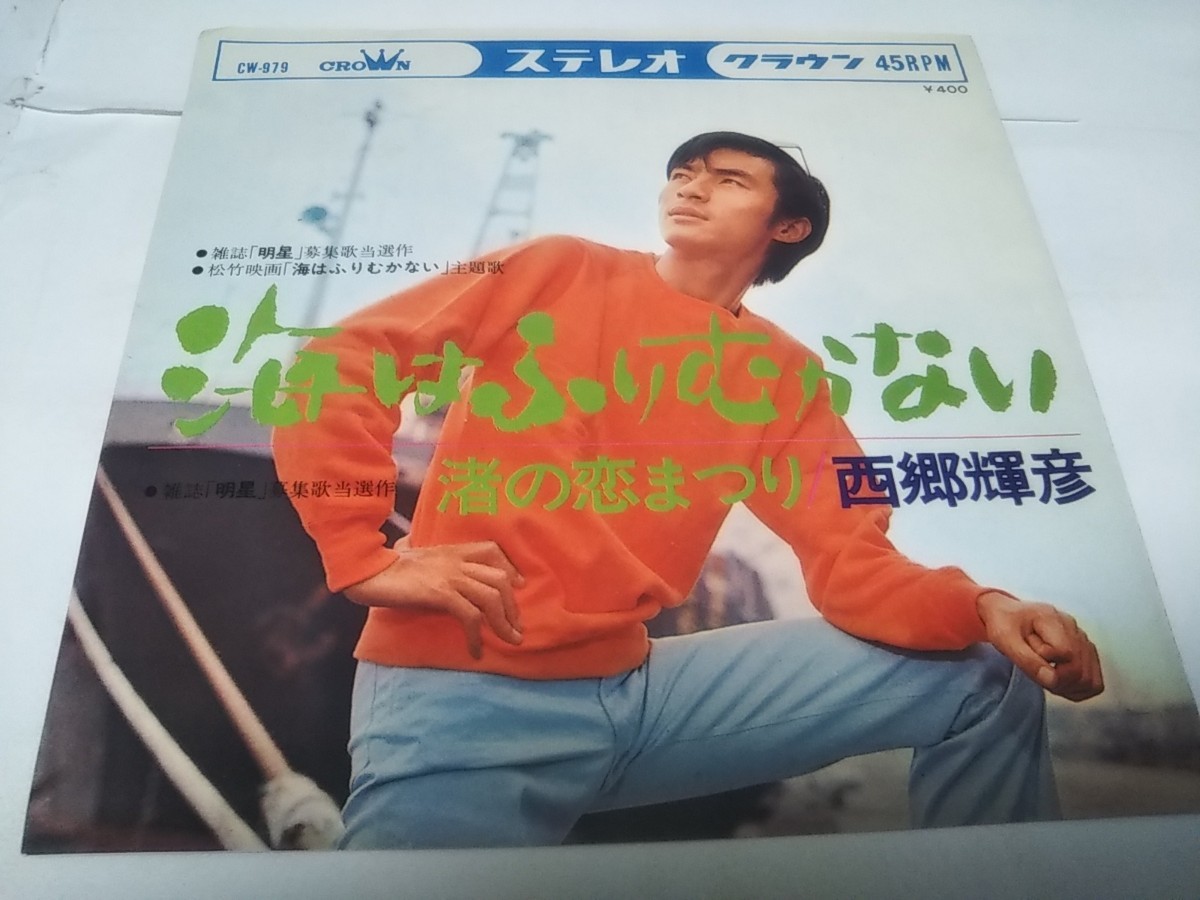 CW-979 CROWN ステレオ クラウン 45RPM
¥400
●雑誌「明星」募集歌当選作
●松竹映画「海はふりむかない」主題歌
海はふりむかない
●雑誌「明星」募集歌当選作
渚の恋まつり/西郷輝彦